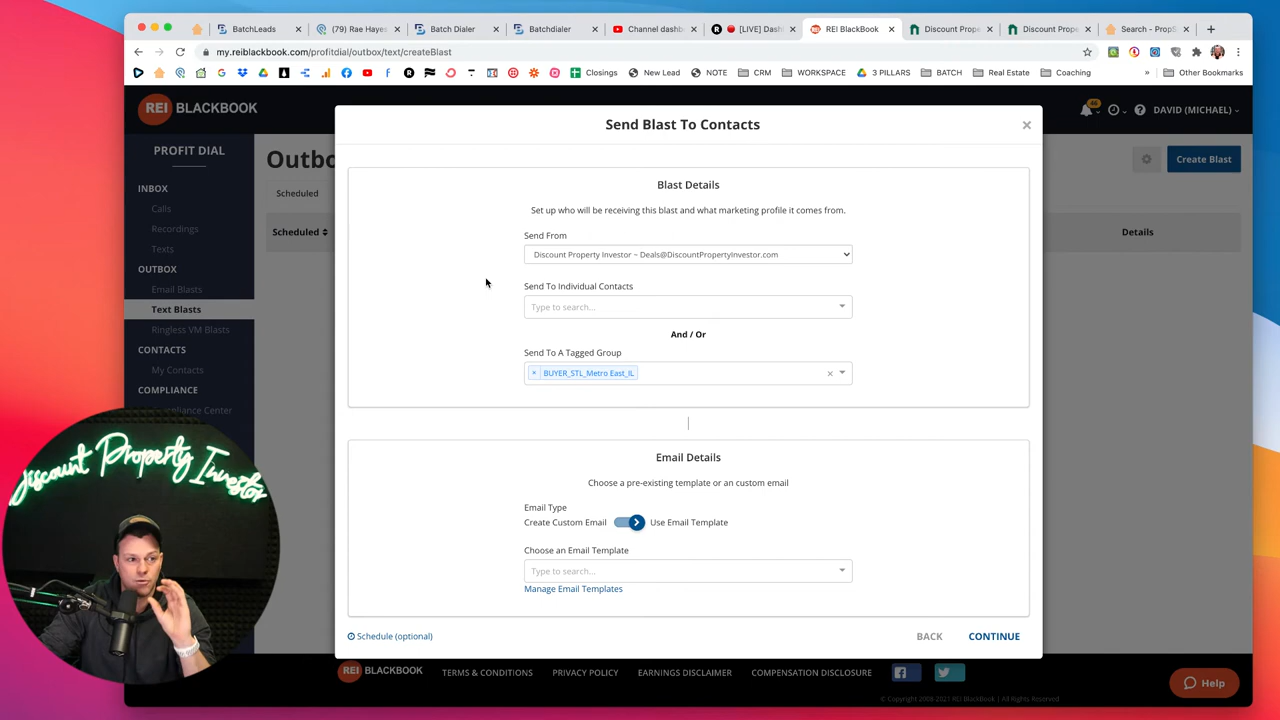 BatchLeads
(79) Rae Hayes
Batch Dialer
Batchdialer
Channel dashbo
[LIVE] Dash
REI BlackBook
Discount Prope
Discount Prope
Search - PropS
my.reiblackbook.com/profitdial/outbox/text/createBlast
Closings
New Lead
NOTE
CRM
WORKSPACE
3 PILLARS
BATCH
Real Estate
Coaching
»
Other Bookmarks
REI BLACKBOOK
46
DAVID (MICHAEL)
PROFIT DIAL
INBOX
Calls
Recordings
Texts
OUTBOX
Email Blasts
Text Blasts
Ringless VM Blasts
CONTACTS
My Contacts
COMPLIANCE
Compliance Center
Outbo
Create Blast
Scheduled
Scheduled
Details
Send Blast To Contacts
Blast Details
Set up who will be receiving this blast and what marketing profile it comes from.
Send From
Discount Property Investor – Deals@DiscountPropertyInvestor.com
Send To Individual Contacts
Type to search...
And / Or
Send To A Tagged Group
× BUYER_STL_Metro East_IL
Email Details
Choose a pre-existing template or an custom email
Email Type
Create Custom Email
Use Email Template
Choose an Email Template
Type to search...
Manage Email Templates
Schedule (optional)
BACK
CONTINUE
REI BLACKBOOK
TERMS & CONDITIONS
PRIVACY POLICY
EARNINGS DISCLAIMER
COMPENSATION DISCLOSURE
Help
© Copyright 2008-2021 REI BlackBook | All Rights Reserved
Discount Property Investor